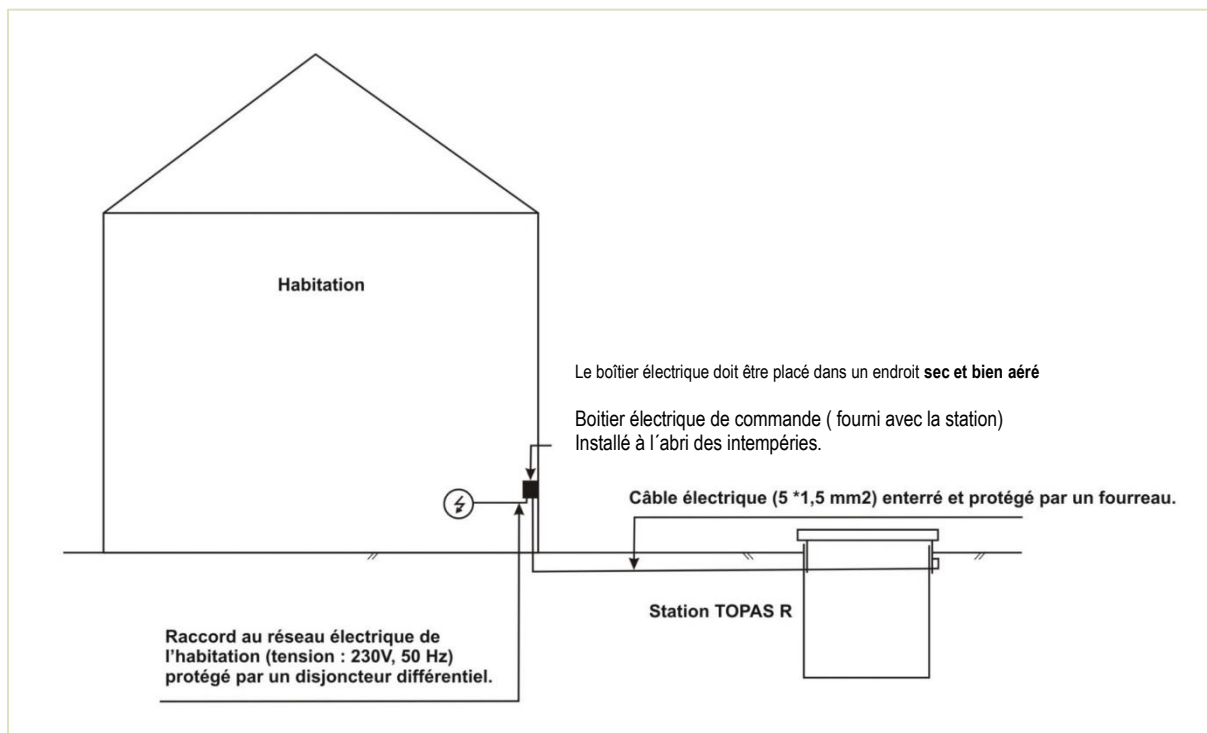 Habitation
Le boîtier électrique doit être placé dans un endroit sec et bien aéré
Boitier électrique de commande ( fourni avec la station)
Installé à l´abri des intempéries.
Câble électrique (5 *1,5 mm2) enterré et protégé par un fourreau.
Station TOPAS R
Raccord au réseau électrique de
l'habitation (tension : 230V, 50 Hz)
protégé par un disjoncteur différentiel.